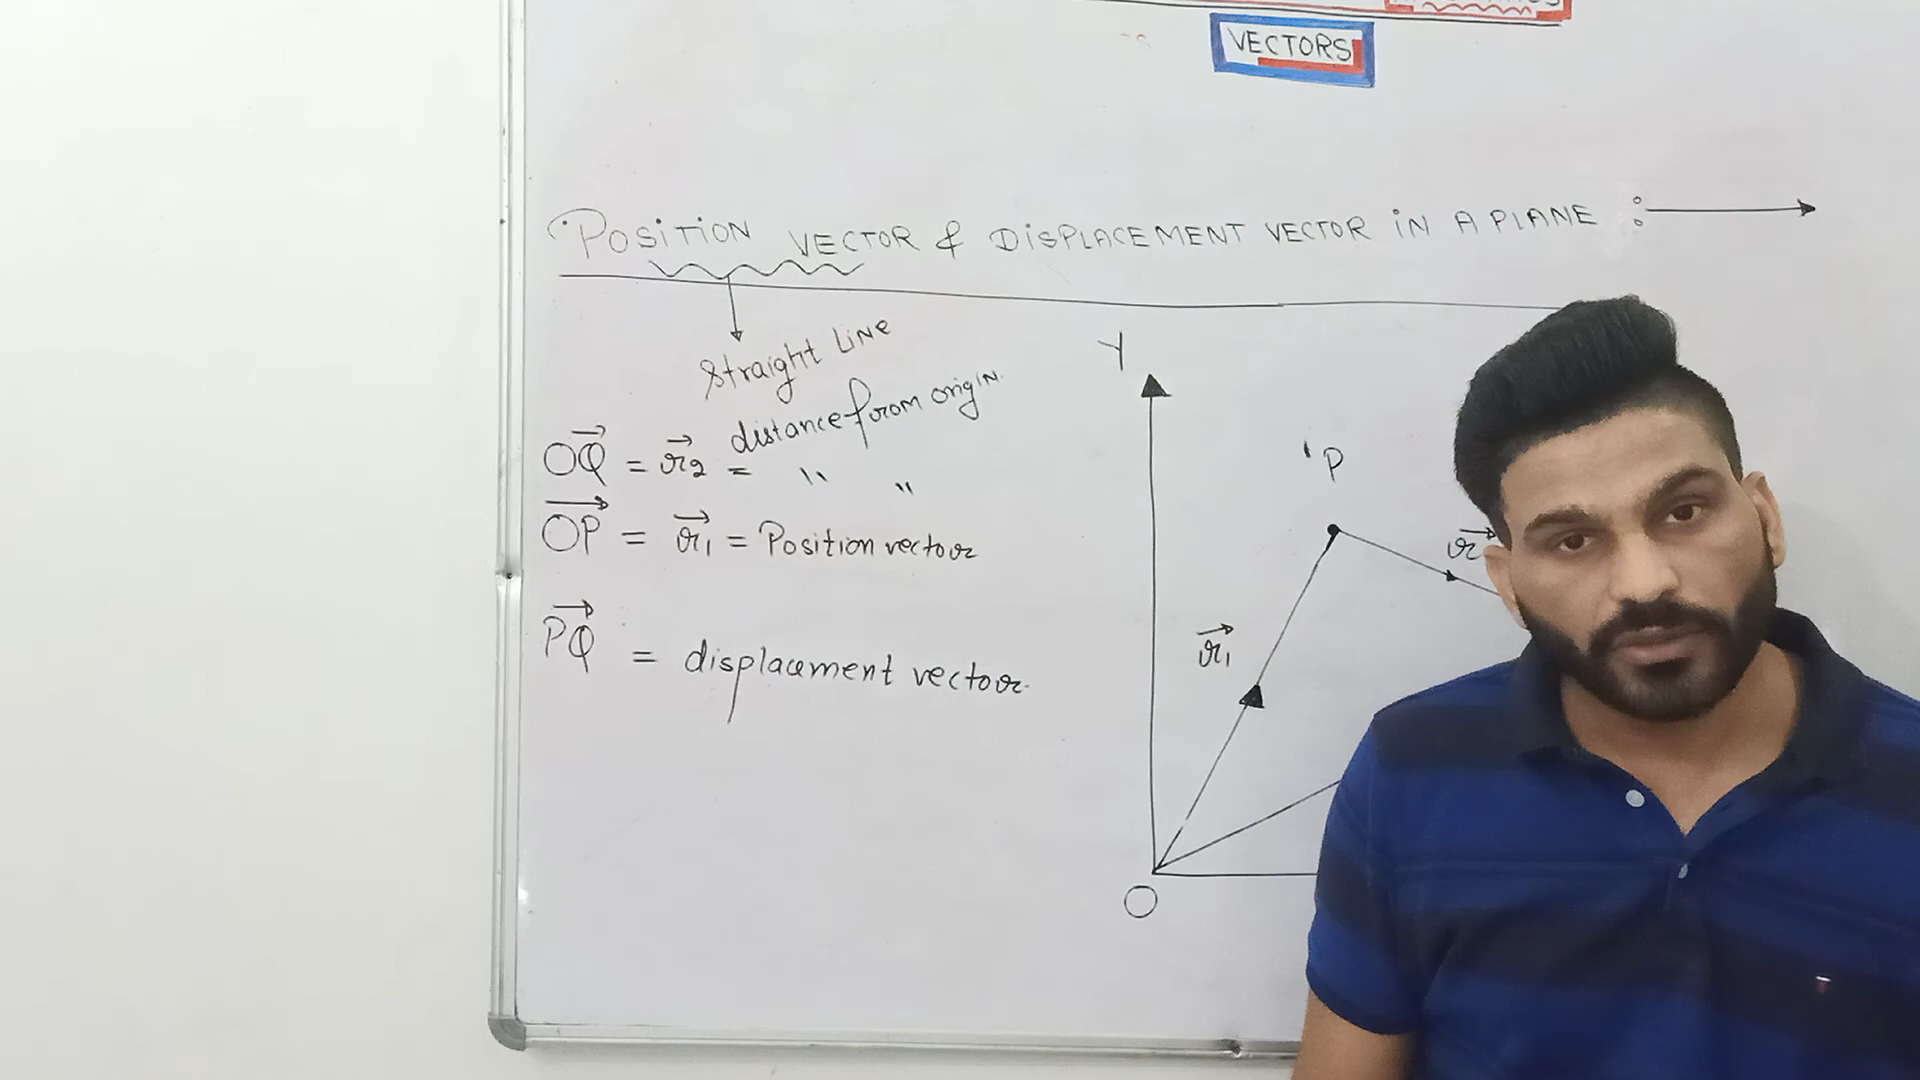 VECTORS
POSITION VECTOR & DISPLACEMENT VECTOR IN A PLANE :
straight LINE
distance from origin.
OQ = r2 = " "
OP = r1 = Position vector
PQ = displacement vector.
Y
P
r
r1
O